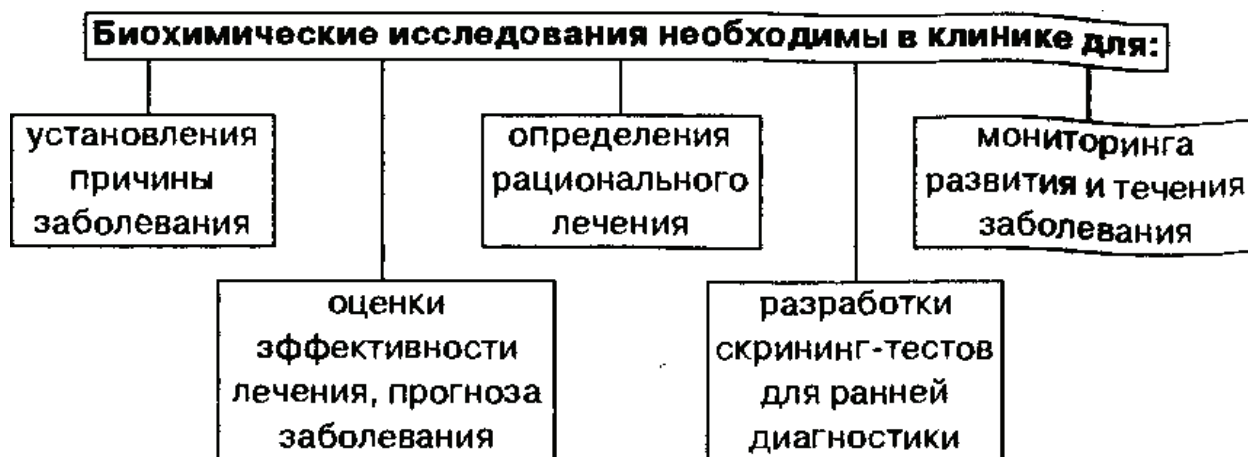 Биохимические исследования необходимы в клинике для:
установления
причины
заболевания
определения
рационального
лечения
мониторинга
развития и течения
заболевания
оценки
эффективности
лечения, прогноза
заболевания
разработки
скрининг-тестов
для ранней
диагностики